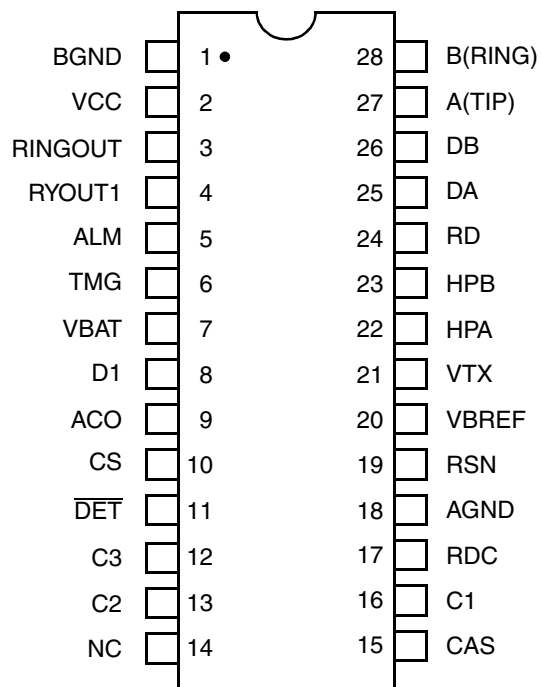 BGND 1 28 B(RING)
VCC 2 27 A(TIP)
RINGOUT 3 26 DB
RYOUT1 4 25 DA
ALM 5 24 RD
TMG 6 23 HPB
VBAT 7 22 HPA
D1 8 21 VTX
ACO 9 20 VBREF
CS 10 19 RSN
DET 11 18 AGND
C3 12 17 RDC
C2 13 16 C1
NC 14 15 CAS